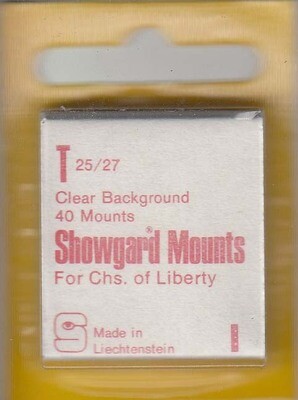 T 25/27
Clear Background
40 Mounts
Showgard® Mounts
For Chs. of Liberty
S Made in
Liechtenstein